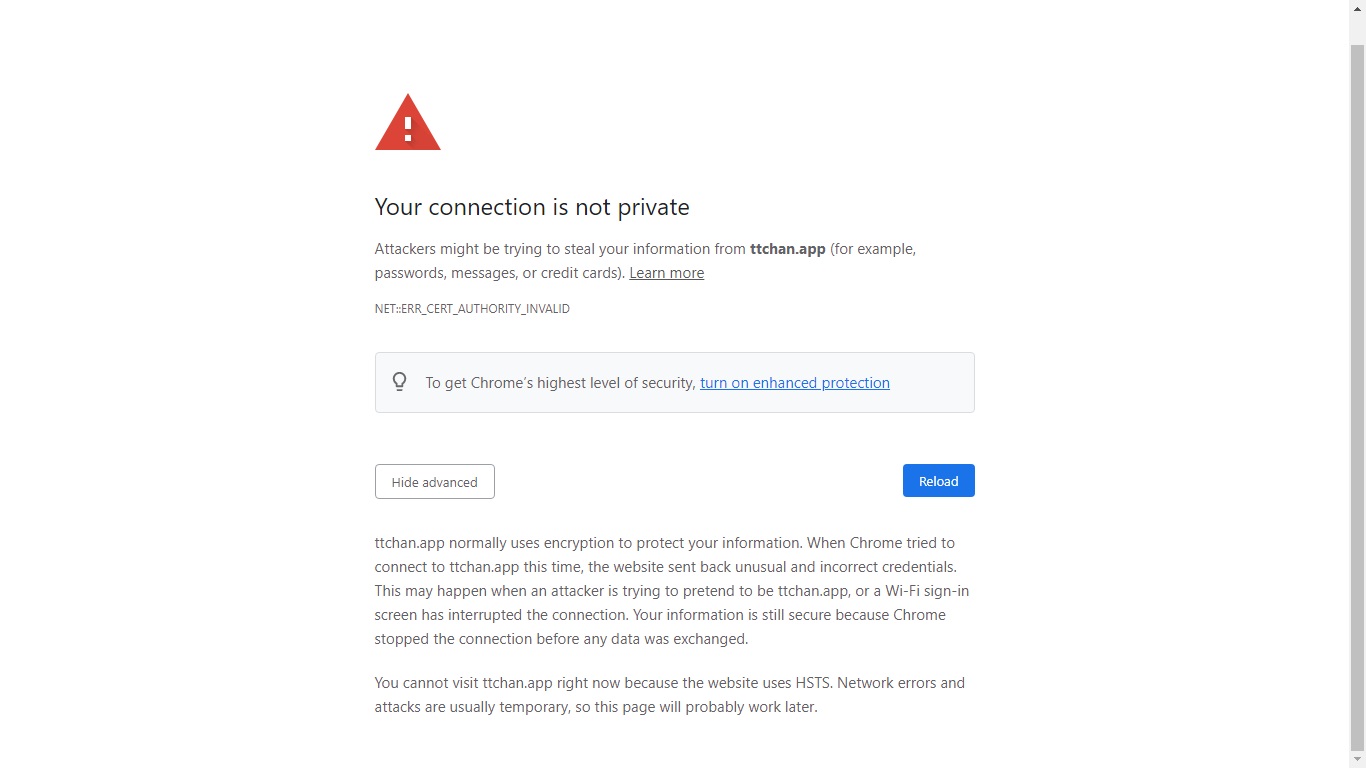 Your connection is not private
Attackers might be trying to steal your information from ttchan.app (for example,
passwords, messages, or credit cards). Learn more
NET::ERR_CERT_AUTHORITY_INVALID
To get Chrome's highest level of security, turn on enhanced protection
Hide advanced
Reload
ttchan.app normally uses encryption to protect your information. When Chrome tried to
connect to ttchan.app this time, the website sent back unusual and incorrect credentials.
This may happen when an attacker is trying to pretend to be ttchan.app, or a Wi-Fi sign-in
screen has interrupted the connection. Your information is still secure because Chrome
stopped the connection before any data was exchanged.
You cannot visit ttchan.app right now because the website uses HSTS. Network errors and
attacks are usually temporary, so this page will probably work later.